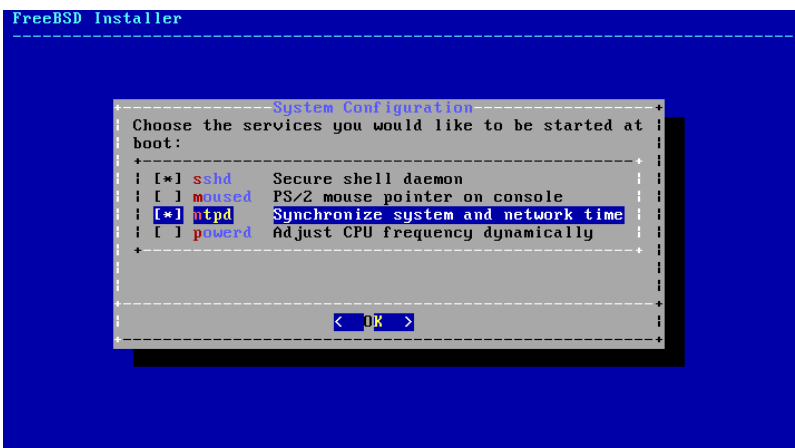 FreeBSD Installer
System Configuration
Choose the services you would like to be started at
boot:
[*] sshd Secure shell daemon
[ ] moused PS/2 mouse pointer on console
[*] ntpd Synchronize system and network time
[ ] powerd Adjust CPU frequency dynamically
< OK >